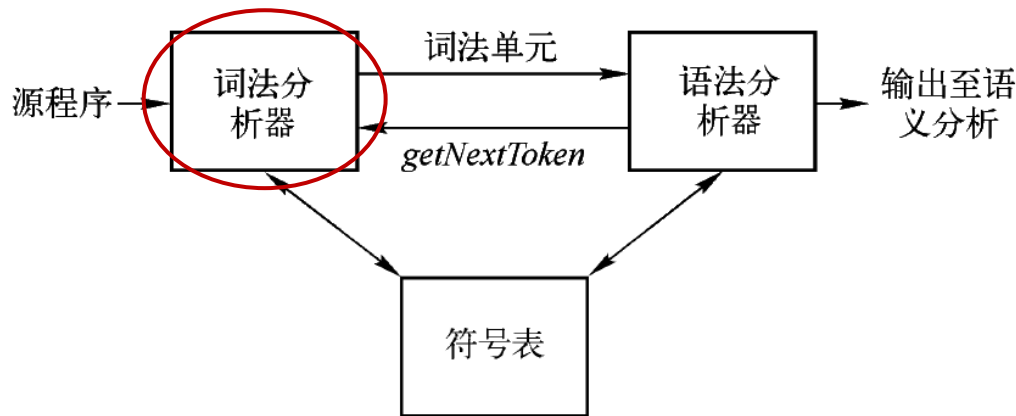 源程序
词法分
析器
词法单元
getNextToken
语法分
析器
输出至语
义分析
符号表